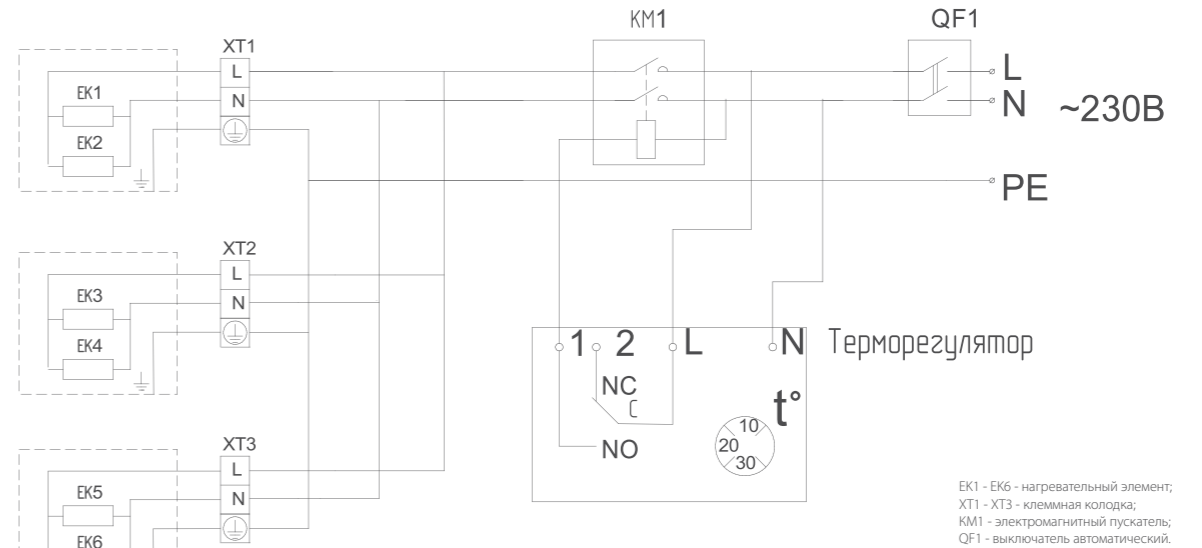 KM1
QF1
XT1
L
N
EK1
EK2
L
N
~230В
PE
XT2
L
N
EK3
EK4
1
2
L
N
Терморегулятор
NC
C
t°
10
20
30
NO
XT3
L
N
EK5
EK6
EK1 - EK6 - нагревательный элемент;
XT1 - XT3 - клеммная колодка;
KM1 - электромагнитный пускатель;
QF1 - выключатель автоматический.